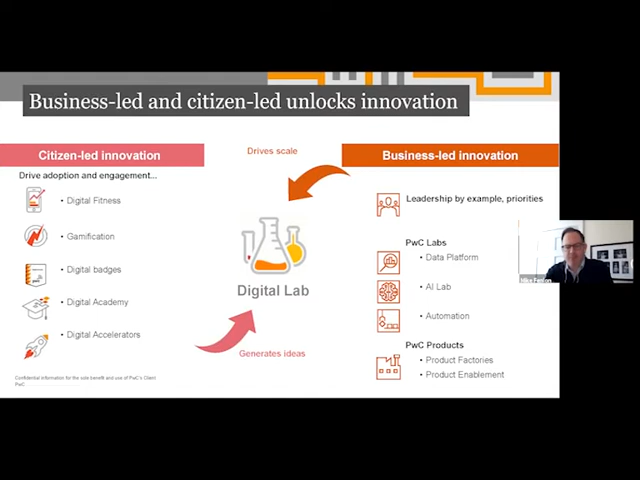 Business-led and citizen-led unlocks innovation
Citizen-led innovation
Drive adoption and engagement...
• Digital Fitness
• Gamification
• Digital badges
• Digital Academy
• Digital Accelerators
Drives scale
Digital Lab
Generates ideas
Business-led innovation
Leadership by example, priorities
PwC Labs
• Data Platform
• AI Lab
• Automation
PwC Products
• Product Factories
• Product Enablement
Confidential information for the sole benefit and use of PwC's Client
PwC